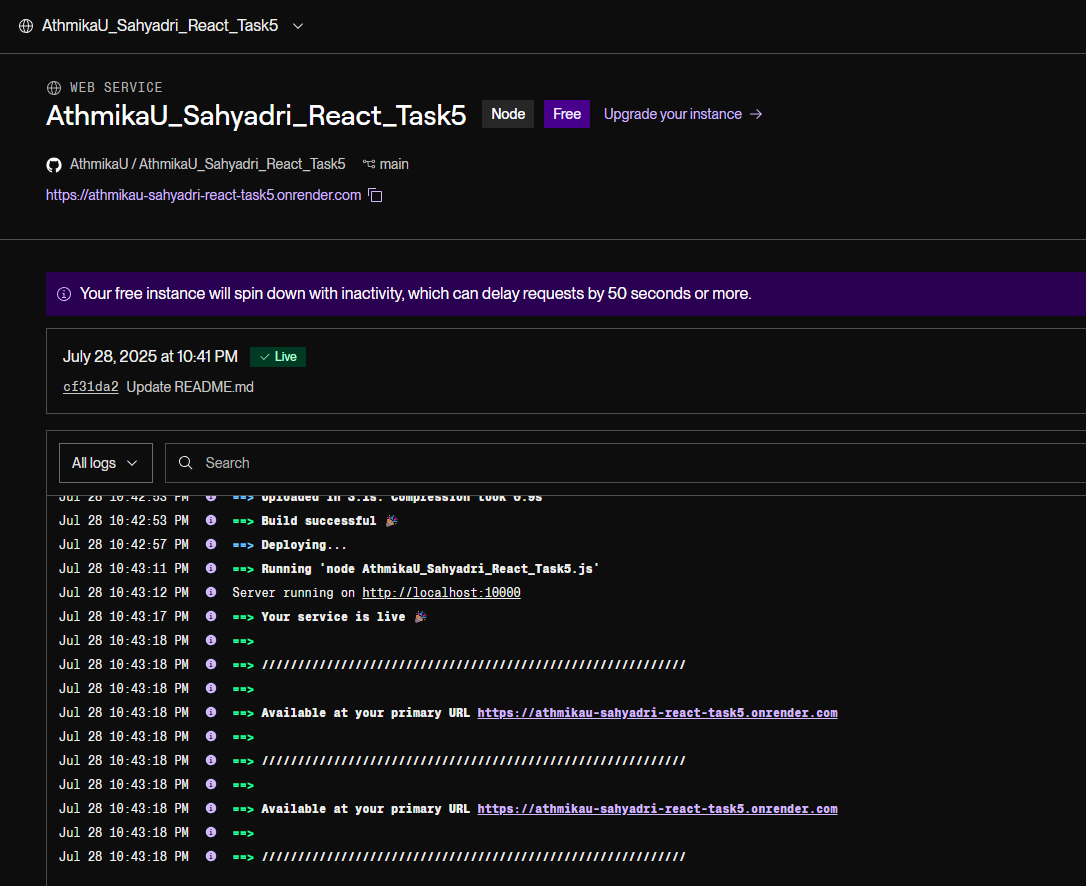 AthmikaU_Sahyadri_React_Task5
WEB SERVICE
AthmikaU_Sahyadri_React_Task5 Node Free Upgrade your instance →
AthmikaU / AthmikaU_Sahyadri_React_Task5 main
https://athmikau-sahyadri-react-task5.onrender.com
Your free instance will spin down with inactivity, which can delay requests by 50 seconds or more.
July 28, 2025 at 10:41 PM ✓ Live
cf31da2 Update README.md
All logs Search
Jul 28 10:42:53 PM ==> Uploaded in 3.1s. Compression took 0.9s
Jul 28 10:42:53 PM ==> Build successful 🎉
Jul 28 10:42:57 PM ==> Deploying...
Jul 28 10:43:11 PM ==> Running 'node AthmikaU_Sahyadri_React_Task5.js'
Jul 28 10:43:12 PM Server running on http://localhost:10000
Jul 28 10:43:17 PM ==> Your service is live 🎉
Jul 28 10:43:18 PM ==>
Jul 28 10:43:18 PM ==> ///////////////////////////////////////////////////////////
Jul 28 10:43:18 PM ==>
Jul 28 10:43:18 PM ==> Available at your primary URL https://athmikau-sahyadri-react-task5.onrender.com
Jul 28 10:43:18 PM ==>
Jul 28 10:43:18 PM ==> ///////////////////////////////////////////////////////////
Jul 28 10:43:18 PM ==>
Jul 28 10:43:18 PM ==> Available at your primary URL https://athmikau-sahyadri-react-task5.onrender.com
Jul 28 10:43:18 PM ==>
Jul 28 10:43:18 PM ==> ///////////////////////////////////////////////////////////